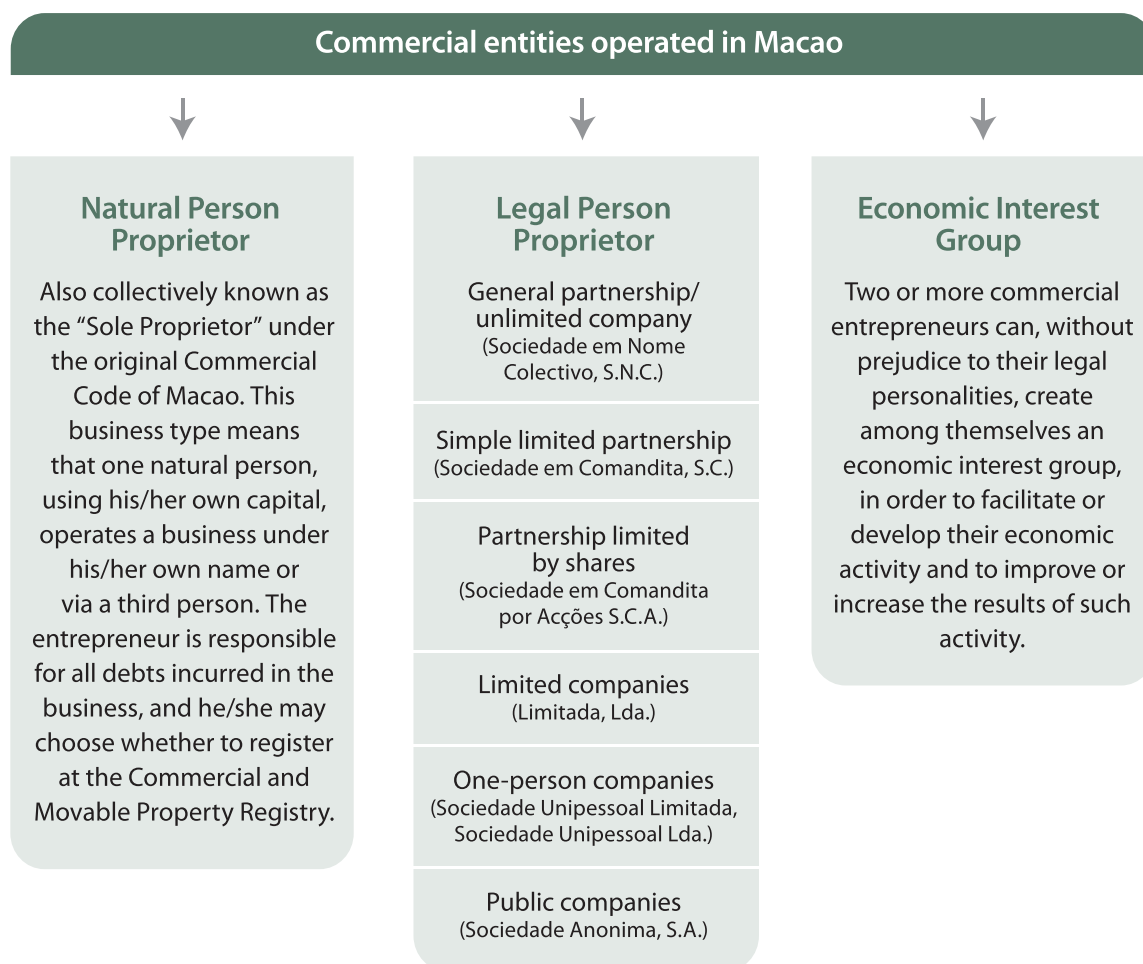 Commercial entities operated in Macao
Natural Person
Proprietor
Also collectively known as
the “Sole Proprietor” under
the original Commercial
Code of Macao. This
business type means
that one natural person,
using his/her own capital,
operates a business under
his/her own name or
via a third person. The
entrepreneur is responsible
for all debts incurred in the
business, and he/she may
choose whether to register
at the Commercial and
Movable Property Registry.
Legal Person
Proprietor
General partnership/
unlimited company
(Sociedade em Nome
Colectivo, S.N.C.)
Simple limited partnership
(Sociedade em Comandita, S.C.)
Partnership limited
by shares
(Sociedade em Comandita
por Acções S.C.A.)
Limited companies
(Limitada, Lda.)
One-person companies
(Sociedade Unipessoal Limitada,
Sociedade Unipessoal Lda.)
Public companies
(Sociedade Anonima, S.A.)
Economic Interest
Group
Two or more commercial
entrepreneurs can, without
prejudice to their legal
personalities, create
among themselves an
economic interest group,
in order to facilitate or
develop their economic
activity and to improve or
increase the results of such
activity.